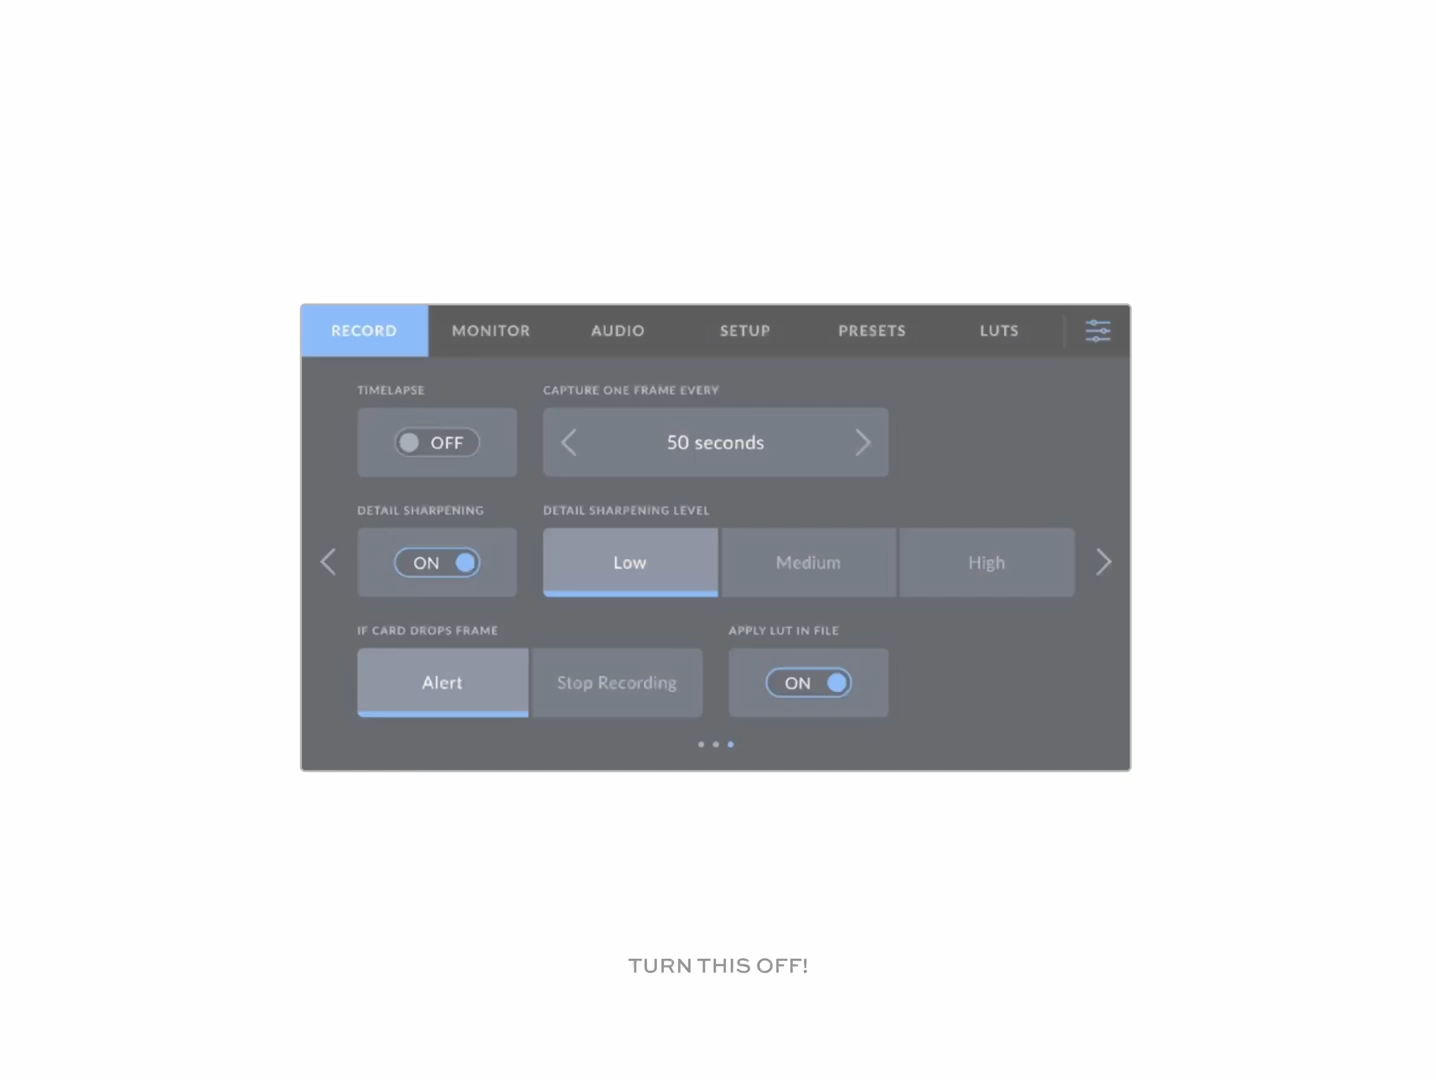 RECORD MONITOR AUDIO SETUP PRESETS LUTS
TIMELAPSE CAPTURE ONE FRAME EVERY
OFF 50 seconds
DETAIL SHARPENING DETAIL SHARPENING LEVEL
ON Low Medium High
IF CARD DROPS FRAME APPLY LUT IN FILE
Alert Stop Recording ON
TURN THIS OFF!